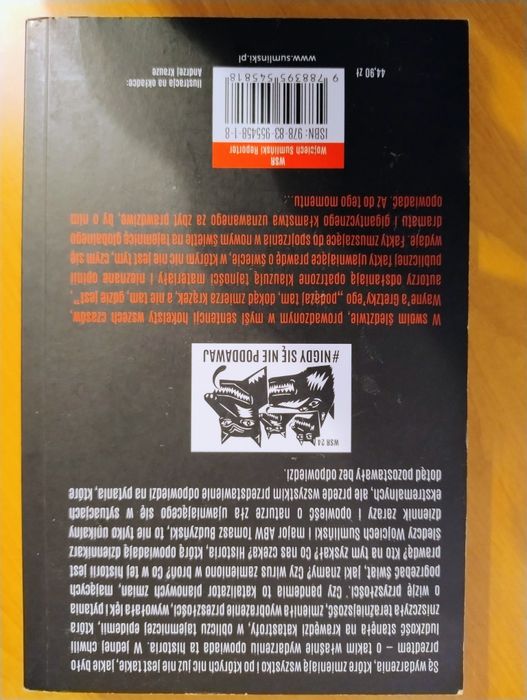 Są wydarzenia, które zmieniają wszystko i po których nic już nie jest takie, jakie było
przedtem – o takim właśnie wydarzeniu opowiada ta historia. W jednej chwili
ludzkość stanęła na krawędzi katastrofy, w obliczu tajemniczej epidemii, która
zniszczyła teraźniejszość, zmieniła wyobrażenie przeszłości, wywołała lęk i pytania
o wizję przyszłości. Czy pandemia to katalizator planowych zmian, mających
pogrzebać świat, jaki znamy? Czy wirus zamieniono w broń? Co w tej historii jest
prawdą? Kto na tym zyska? Co nas czeka? Historia, którą opowiadają dziennikarz
śledczy Wojciech Sumliński i major ABW Tomasz Budzyński, to nie tylko unikalny
dziennik zarazy i opowieść o naturze zła ujawniającego się w sytuacjach
ekstremalnych, ale przede wszystkim przedstawienie odpowiedzi na pytania, które
dotąd pozostawały bez odpowiedzi.
WSR 24
#NIGDY SIĘ NIE PODDAWAJ
W swoim śledztwie, prowadzonym w myśl sentencji hokeisty wszech czasów,
Wayne'a Gretzky'ego „podążaj tam, dokąd zmierza krążek, a nie tam, gdzie jest",
autorzy odsłaniają opatrzone klauzulą tajności materiały i nieznane opinii
publicznej fakty ujawniające prawdę o świecie, w którym nic nie jest tym, czym się
wydaje. Fakty zmuszające do spojrzenia w nowym świetle na tajemnicę globalnego
dramatu i gigantycznego kłamstwa uznawanego za zbyt prawdziwe, by o nim
opowiadać. Aż do tego momentu...
WSR
Wojciech Sumliński Reporter
ISBN: 978-83-955458-1-8
9 788395 545818
44,90 zł
www.sumlinski.pl
Ilustracja na okładce:
Andrzej Krauze